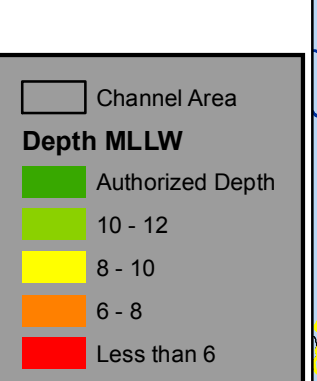 Channel Area
Depth MLLW
Authorized Depth
10 - 12
8 - 10
6 - 8
Less than 6